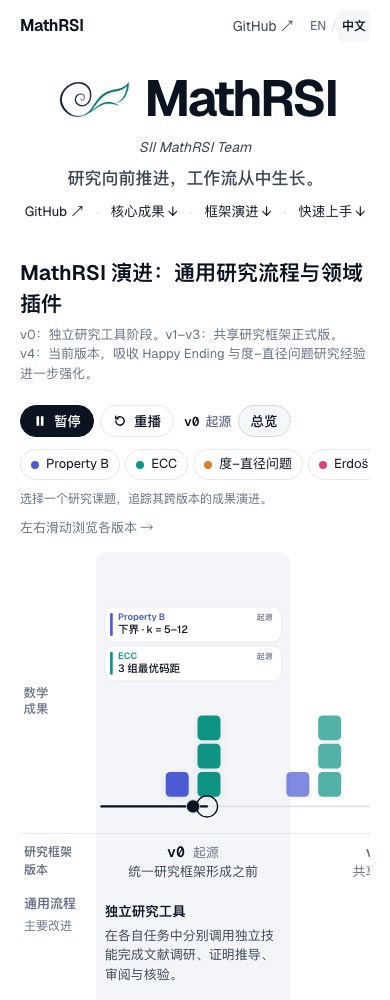 MathRSI
GitHub ↗ EN / 中文
MathRSI
SII MathRSI Team
研究向前推进，工作流从中生长。
GitHub ↗ · 核心成果 ↓ · 框架演进 ↓ · 快速上手 ↓
MathRSI 演进：通用研究流程与领域
插件
v0：独立研究工具阶段。v1–v3：共享研究框架正式版。
v4：当前版本，吸收 Happy Ending 与度–直径问题研究经验
进一步强化。
暂停 重播 v0 起源 总览
Property B ECC 度–直径问题
选择一个研究课题，追踪其跨版本的成果演进。
左右滑动浏览各版本 →
Property B 起源
下界 · k = 5–12
ECC 起源
3 组最优码距
数学
成果
研究框架
版本
v0 起源
统一研究框架形成之前
通用流程
主要改进
独立研究工具
在各自任务中分别调用独立技
能完成文献调研、证明推导、
审阅与核验。